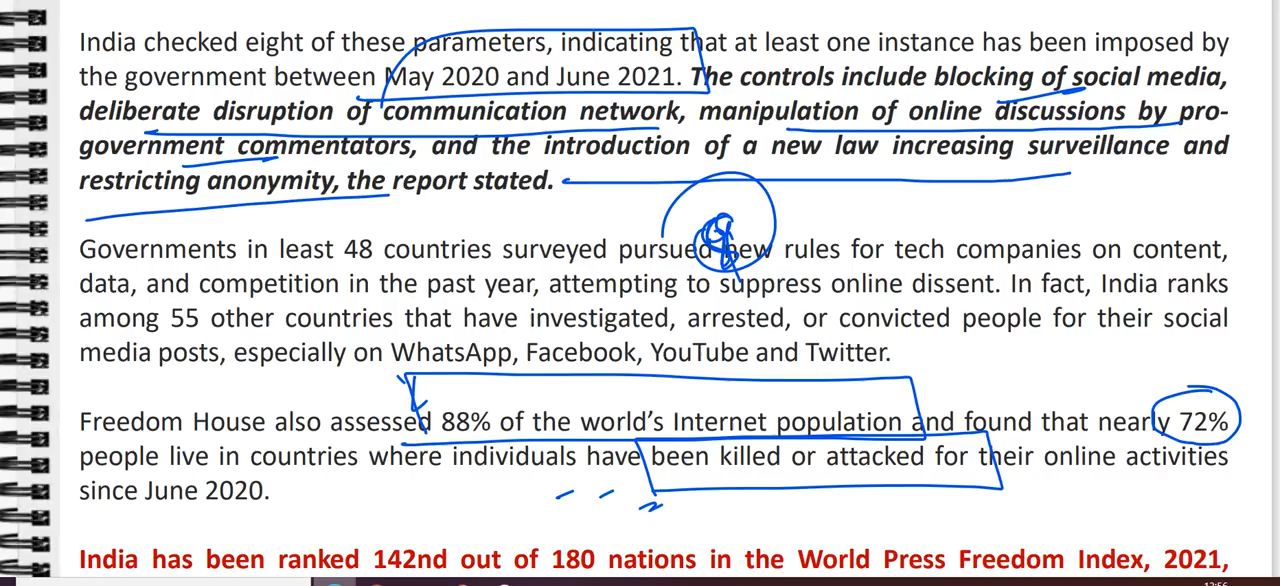 India checked eight of these parameters, indicating that at least one instance has been imposed by
the government between May 2020 and June 2021. The controls include blocking of social media,
deliberate disruption of communication network, manipulation of online discussions by pro-
government commentators, and the introduction of a new law increasing surveillance and
restricting anonymity, the report stated.
Governments in least 48 countries surveyed pursued new rules for tech companies on content,
data, and competition in the past year, attempting to suppress online dissent. In fact, India ranks
among 55 other countries that have investigated, arrested, or convicted people for their social
media posts, especially on WhatsApp, Facebook, YouTube and Twitter.
Freedom House also assessed 88% of the world's Internet population and found that nearly 72%
people live in countries where individuals have been killed or attacked for their online activities
since June 2020.
India has been ranked 142nd out of 180 nations in the World Press Freedom Index, 2021,